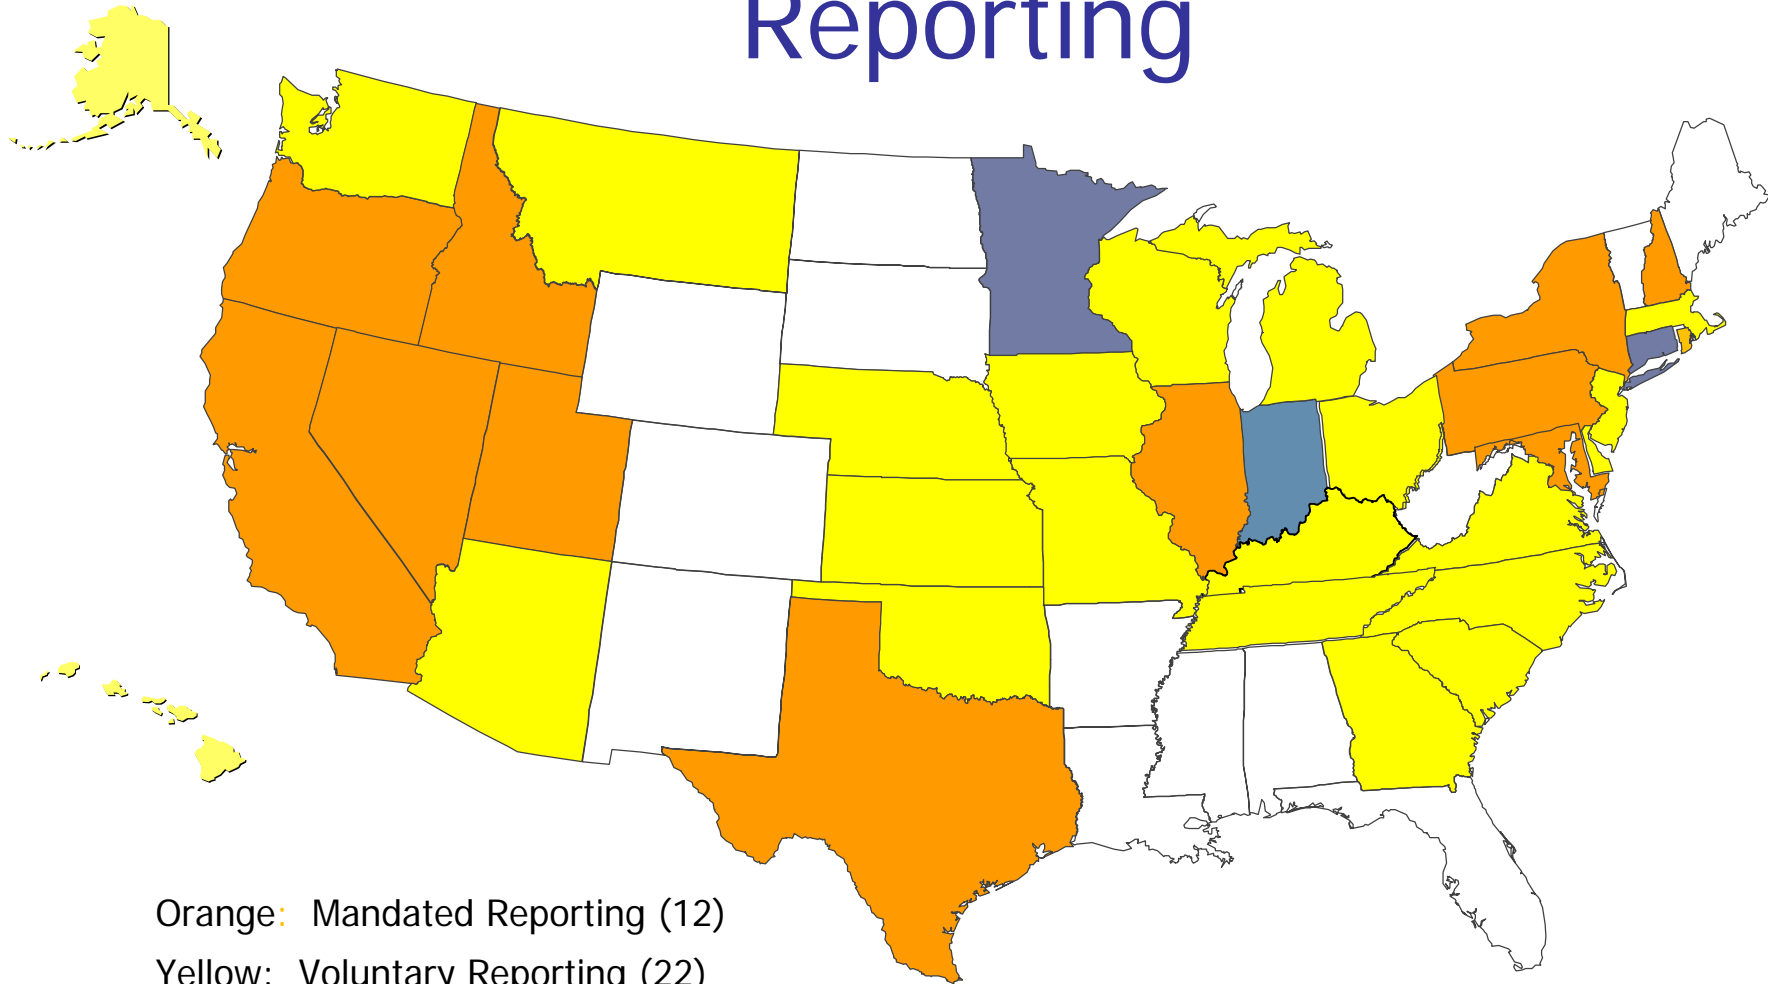 Reporting
Orange: Mandated Reporting (12)
Yellow: Voluntary Reporting (22)